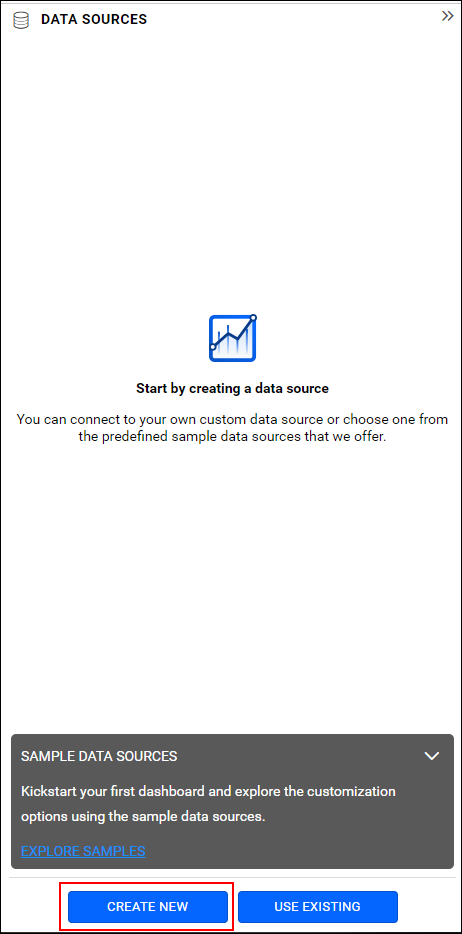 DATA SOURCES
Start by creating a data source
You can connect to your own custom data source or choose one from
the predefined sample data sources that we offer.
SAMPLE DATA SOURCES
Kickstart your first dashboard and explore the customization
options using the sample data sources.
EXPLORE SAMPLES
CREATE NEW
USE EXISTING